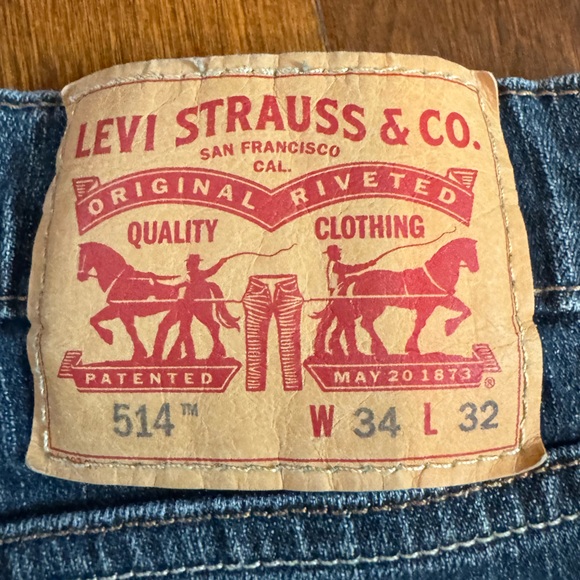 LEVI STRAUSS & CO.
SAN FRANCISCO
CAL.
ORIGINAL RIVETED
QUALITY CLOTHING
PATENTED MAY 20 1873 ®
514™ W 34 L 32